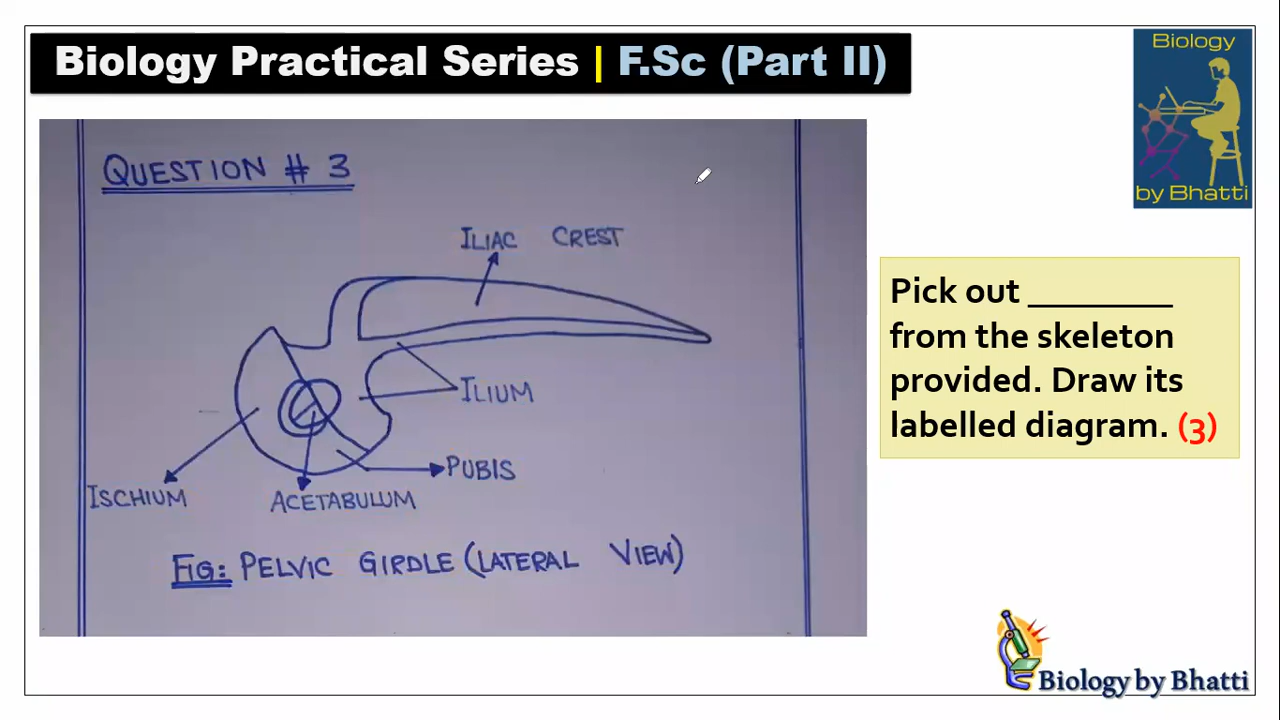 Biology Practical Series | F.Sc (Part II)
Biology
by Bhatti
QUESTION # 3
ILIAC CREST
ILIUM
PUBIS
ISCHIUM
ACETABULUM
FIG: PELVIC GIRDLE (LATERAL VIEW)
Pick out _________
from the skeleton
provided. Draw its
labelled diagram. (3)
Biology by Bhatti